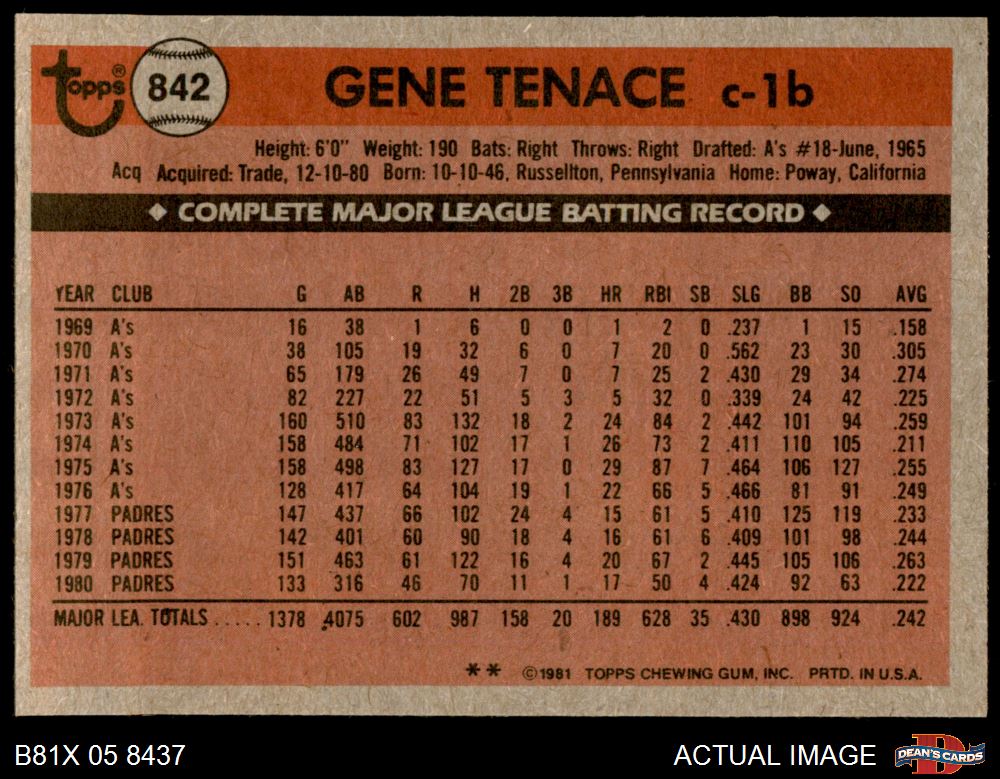 Topps® 842 GENE TENACE c-1b
Height: 6'0" Weight: 190 Bats: Right Throws: Right Drafted: A's #18-June, 1965
Acq Acquired: Trade, 12-10-80 Born: 10-10-46, Russellton, Pennsylvania Home: Poway, California
◆ COMPLETE MAJOR LEAGUE BATTING RECORD ◆
YEAR CLUB G AB R H 2B 3B HR RBI SB SLG BB SO AVG
1969 A's 16 38 1 6 0 0 1 2 0 .237 1 15 .158
1970 A's 38 105 19 32 6 0 7 20 0 .562 23 30 .305
1971 A's 65 179 26 49 7 0 7 25 2 .430 29 34 .274
1972 A's 82 227 22 51 5 3 5 32 0 .339 24 42 .225
1973 A's 160 510 83 132 18 2 24 84 2 .442 101 94 .259
1974 A's 158 484 71 102 17 1 26 73 2 .411 110 105 .211
1975 A's 158 498 83 127 17 0 29 87 7 .464 106 127 .255
1976 A's 128 417 64 104 19 1 22 66 5 .466 81 91 .249
1977 PADRES 147 437 66 102 24 4 15 61 5 .410 125 119 .233
1978 PADRES 142 401 60 90 18 4 16 61 6 .409 101 98 .244
1979 PADRES 151 463 61 122 16 4 20 67 2 .445 105 106 .263
1980 PADRES 133 316 46 70 11 1 17 50 4 .424 92 63 .222
MAJOR LEA. TOTALS ..... 1378 4075 602 987 158 20 189 628 35 .430 898 924 .242
** ©1981 TOPPS CHEWING GUM, INC. PRTD. IN U.S.A.
B81X 05 8437 ACTUAL IMAGE DEAN'S CARDS